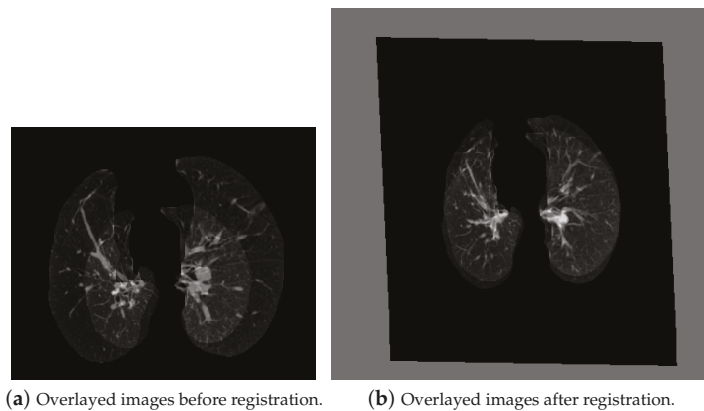 (a) Overlayed images before registration.
(b) Overlayed images after registration.